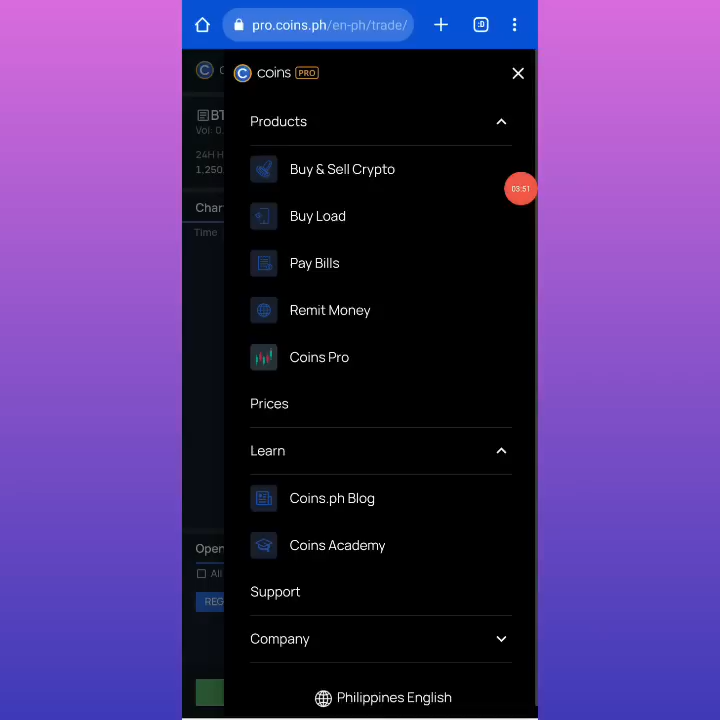 pro.coins.ph/en-ph/trade/
:D
C coins PRO
Products
BT
Vol: 0.
24H H
1,250,
Buy & Sell Crypto
03:51
Buy Load
Char
Time
Pay Bills
Remit Money
Coins Pro
Prices
Learn
Coins.ph Blog
Open
Coins Academy
All
REG
Support
Company
Philippines English